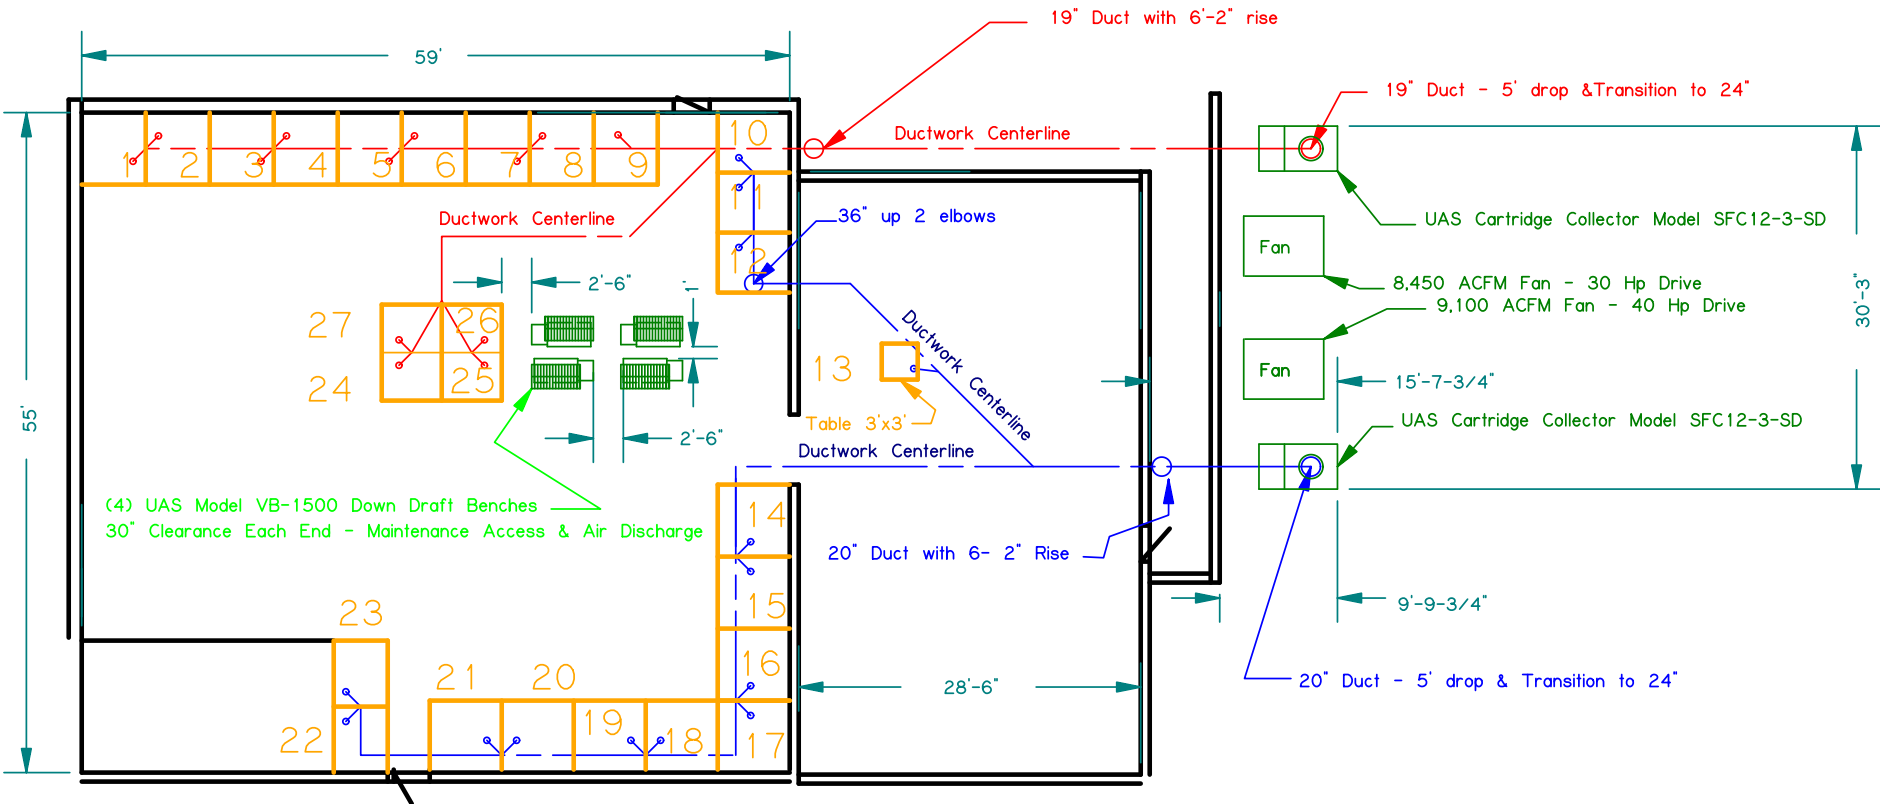 19" Duct with 6'-2" rise
59'
19" Duct - 5' drop &Transition to 24"
Ductwork Centerline
10
1 2 3 4 5 6 7 8 9
11
Ductwork Centerline
36" up 2 elbows
UAS Cartridge Collector Model SFC12-3-SD
Fan
12
2'-6"
1'
8,450 ACFM Fan - 30 Hp Drive
9,100 ACFM Fan - 40 Hp Drive
30'-3"
27
26
Ductwork Centerline
13
Fan
24
25
15'-7-3/4"
55'
Table 3'x3'
UAS Cartridge Collector Model SFC12-3-SD
2'-6"
Ductwork Centerline
(4) UAS Model VB-1500 Down Draft Benches
30" Clearance Each End - Maintenance Access & Air Discharge
14
20" Duct with 6- 2" Rise
23
15
9'-9-3/4"
16
21
20
28'-6"
20" Duct - 5' drop & Transition to 24"
22
19
18
17